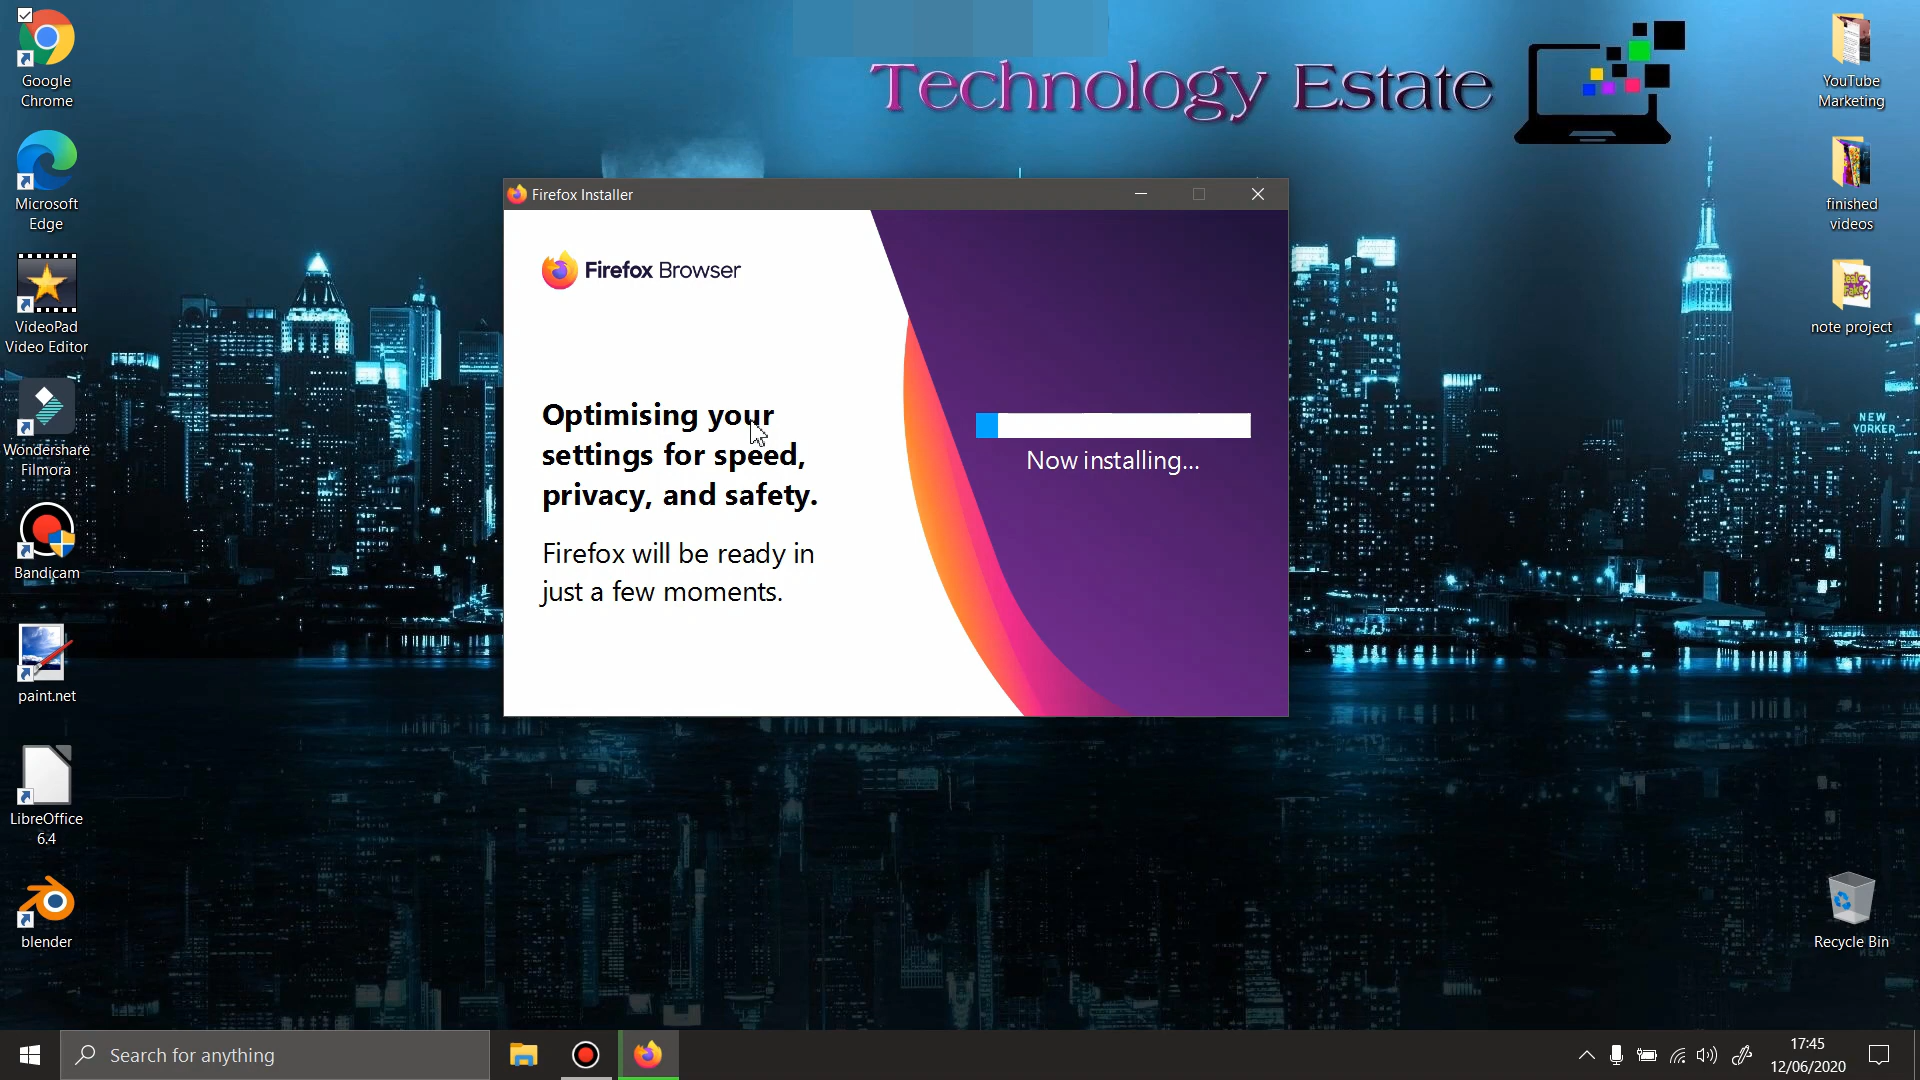 Technology Estate
Google
Chrome
Microsoft
Edge
VideoPad
Video Editor
Wondershare
Filmora
Bandicam
paint.net
LibreOffice
6.4
blender
Firefox Installer
Firefox Browser
Optimising your
settings for speed,
privacy, and safety.
Firefox will be ready in
just a few moments.
Now installing...
YouTube
Marketing
finished
videos
Real or
Fake?
note project
NEW
YORKER
Recycle Bin
Search for anything
17:45
12/06/2020